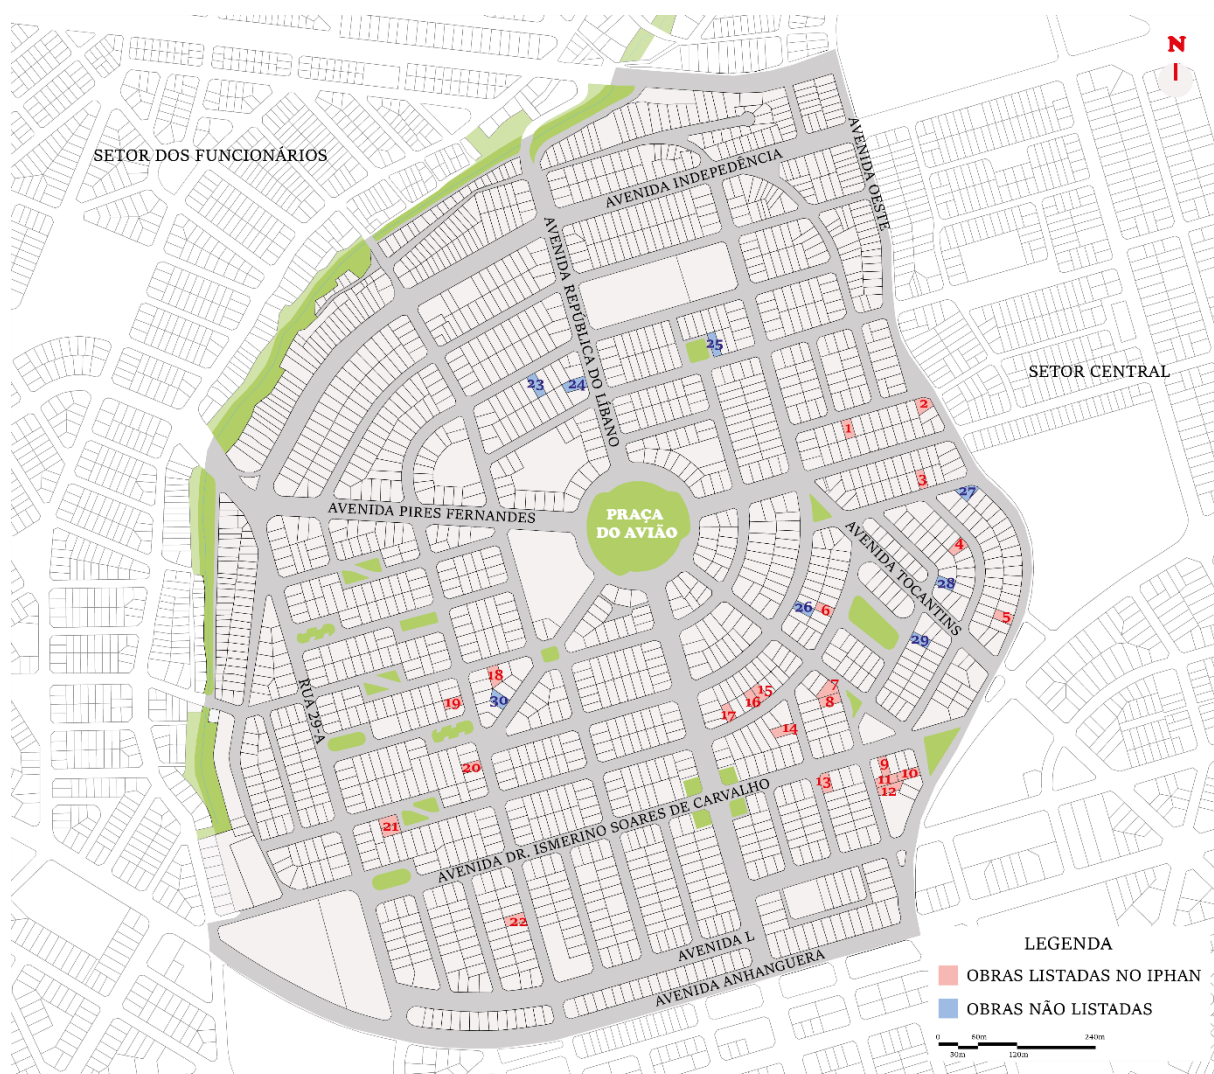 N
SETOR DOS FUNCIONÁRIOS
AVENIDA OESTE
AVENIDA INDEPEDÊNCIA
AVENIDA REPÚBLICA DO LÍBANO
25
SETOR CENTRAL
23
24
2
1
3
27
AVENIDA PIRES FERNANDES
PRAÇA
DO AVIÃO
AVENIDA TOCANTINS
4
28
26
6
5
29
18
30
19
RUA 29-A
7
8
15
16
17
14
20
9
10
11
12
13
21
AVENIDA DR. ISMERINO SOARES DE CARVALHO
22
AVENIDA L
AVENIDA ANHANGUERA
LEGENDA
OBRAS LISTADAS NO IPHAN
OBRAS NÃO LISTADAS
0 60m 240m
30m 120m